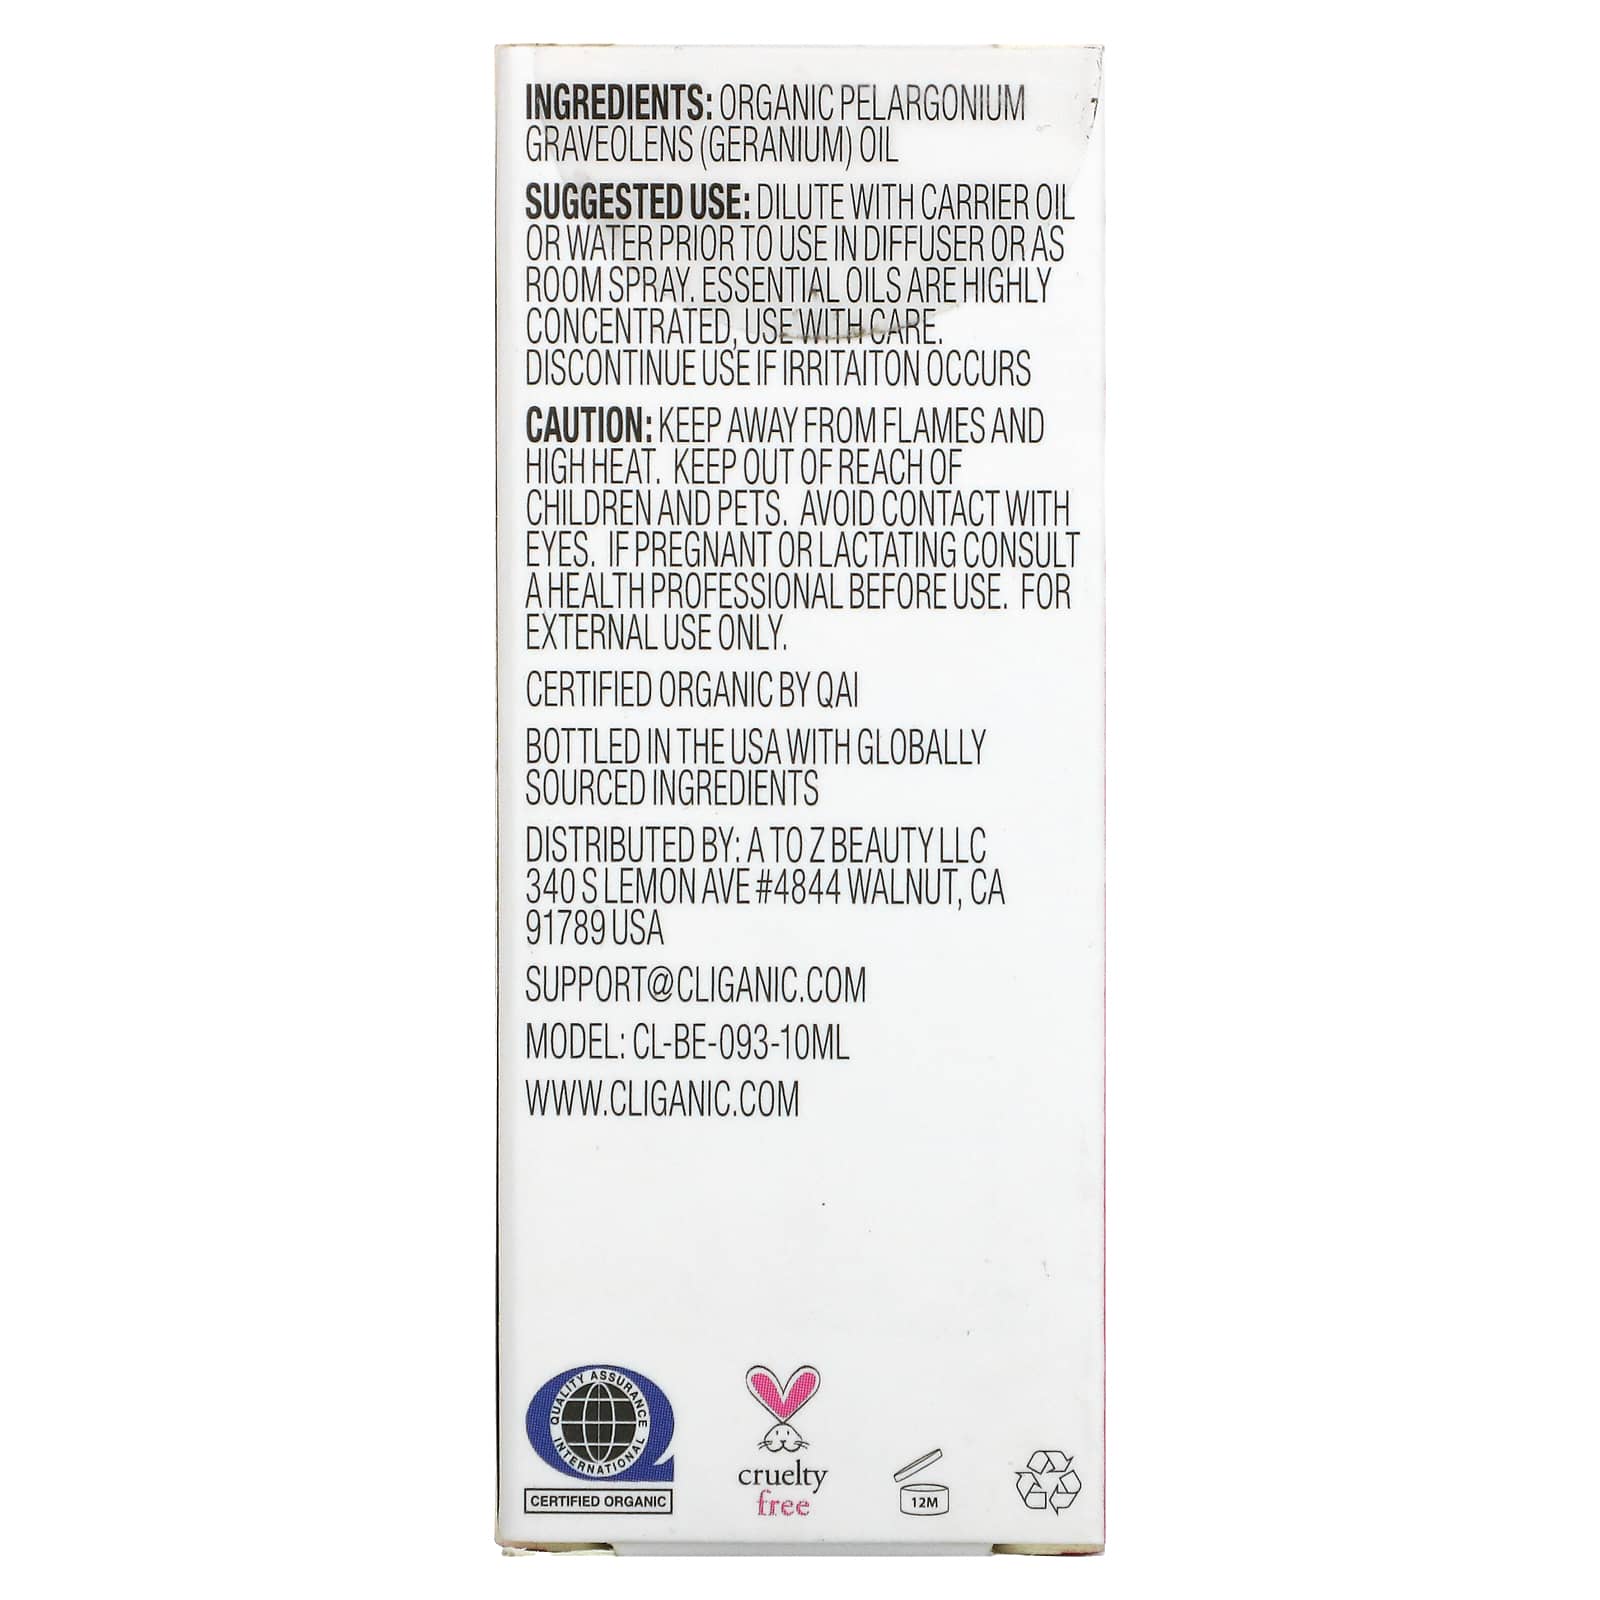 INGREDIENTS: ORGANIC PELARGONIUM
GRAVEOLENS (GERANIUM) OIL
SUGGESTED USE: DILUTE WITH CARRIER OIL
OR WATER PRIOR TO USE IN DIFFUSER OR AS
ROOM SPRAY. ESSENTIAL OILS ARE HIGHLY
CONCENTRATED, USE WITH CARE.
DISCONTINUE USE IF IRRITAITON OCCURS
CAUTION: KEEP AWAY FROM FLAMES AND
HIGH HEAT. KEEP OUT OF REACH OF
CHILDREN AND PETS. AVOID CONTACT WITH
EYES. IF PREGNANT OR LACTATING CONSULT
A HEALTH PROFESSIONAL BEFORE USE. FOR
EXTERNAL USE ONLY.
CERTIFIED ORGANIC BY QAI
BOTTLED IN THE USA WITH GLOBALLY
SOURCED INGREDIENTS
DISTRIBUTED BY: A TO Z BEAUTY LLC
340 S LEMON AVE #4844 WALNUT, CA
91789 USA
SUPPORT@CLIGANIC.COM
MODEL: CL-BE-093-10ML
WWW.CLIGANIC.COM
QUALITY ASSURANCE
INTERNATIONAL
CERTIFIED ORGANIC
cruelty
free
12M